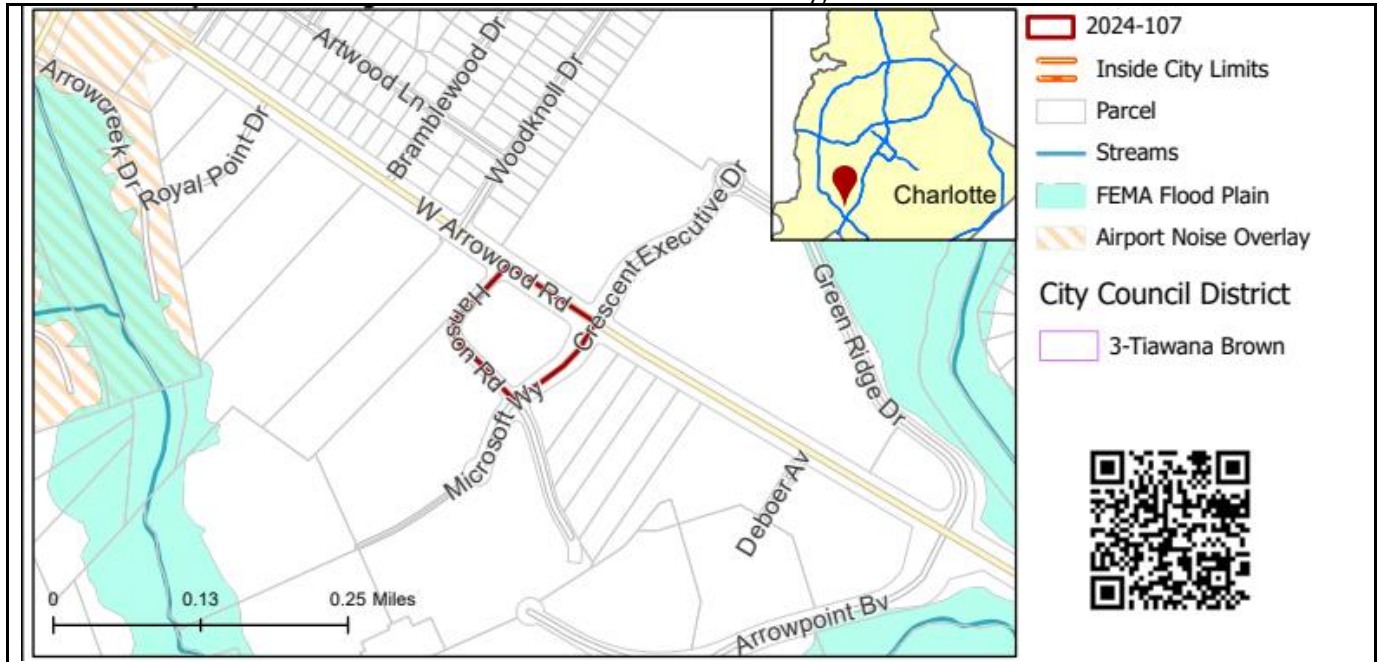 2024-107
Inside City Limits
Parcel
Streams
FEMA Flood Plain
Airport Noise Overlay
City Council District
3-Tiawana Brown
Charlotte
Artwood Ln
Bramblewood Dr
Woodknoll Dr
Arrowcreek Dr
Royal Point Dr
W Arrowood Rd
Crescent Executive Dr
Hanson Rd
Microsoft Wy
Green Ridge Dr
Deboer Av
Arrowpoint Bv
0 0.13 0.25 Miles